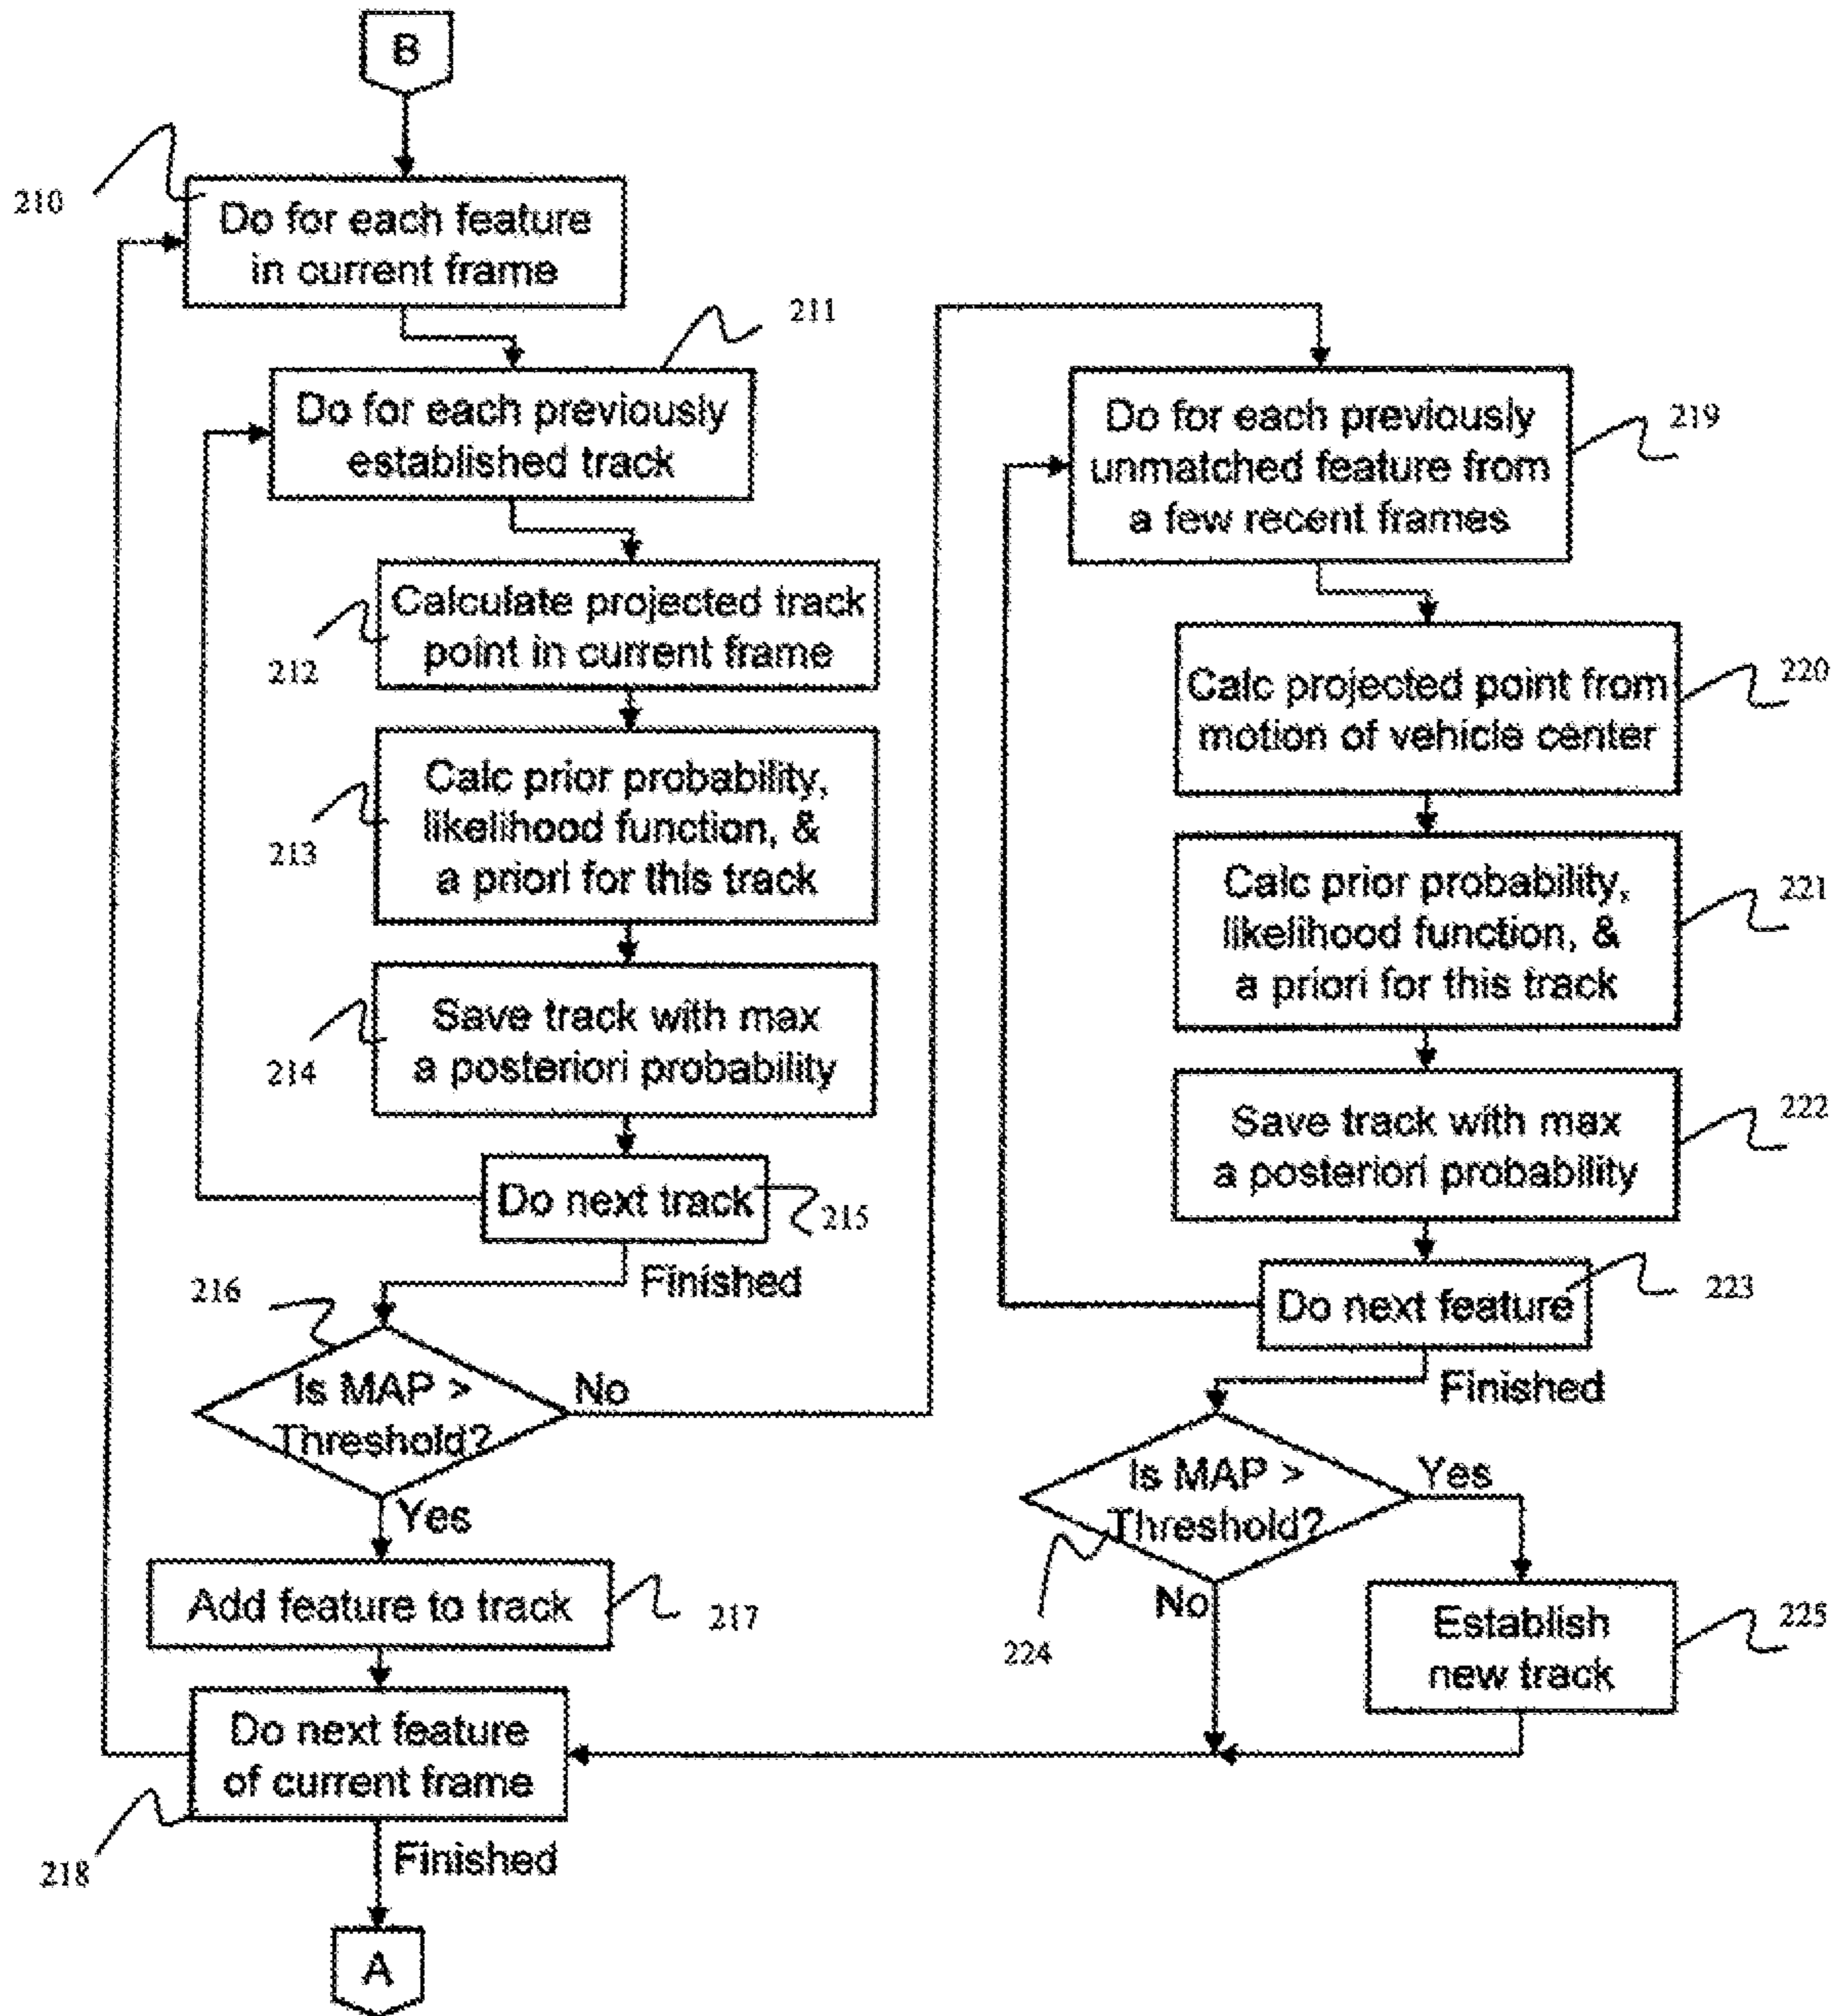 B
210
Do for each feature
in current frame
211
Do for each previously
established track
Calculate projected track
point in current frame
212
Calc prior probability,
likelihood function, &
a priori for this track
213
Save track with max
a posteriori probability
214
Do next track
215
Finished
216
Is MAP >
Threshold?
No
Yes
Add feature to track
217
Do next feature
of current frame
218
Finished
A
Do for each previously
unmatched feature from
a few recent frames
219
Calc projected point from
motion of vehicle center
220
Calc prior probability,
likelihood function, &
a priori for this track
221
Save track with max
a posteriori probability
222
Do next feature
223
Finished
Is MAP >
Threshold?
Yes
No
224
Establish
new track
225